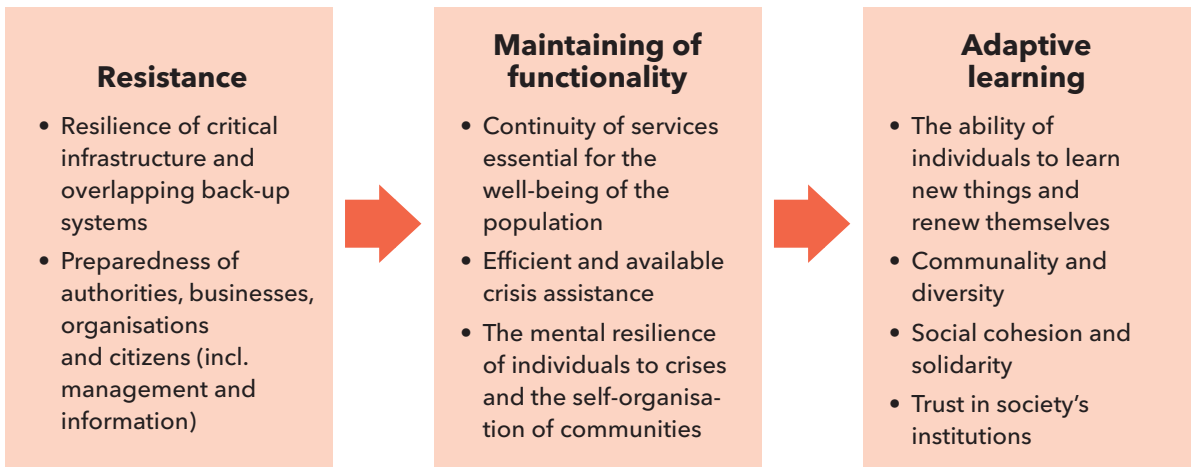 Resistance
• Resilience of critical
infrastructure and
overlapping back-up
systems
• Preparedness of
authorities, businesses,
organisations
and citizens (incl.
management and
information)
Maintaining of
functionality
• Continuity of services
essential for the
well-being of the
population
• Efficient and available
crisis assistance
• The mental resilience
of individuals to crises
and the self-organisa-
tion of communities
Adaptive
learning
• The ability of
individuals to learn
new things and
renew themselves
• Communality and
diversity
• Social cohesion and
solidarity
• Trust in society’s
institutions